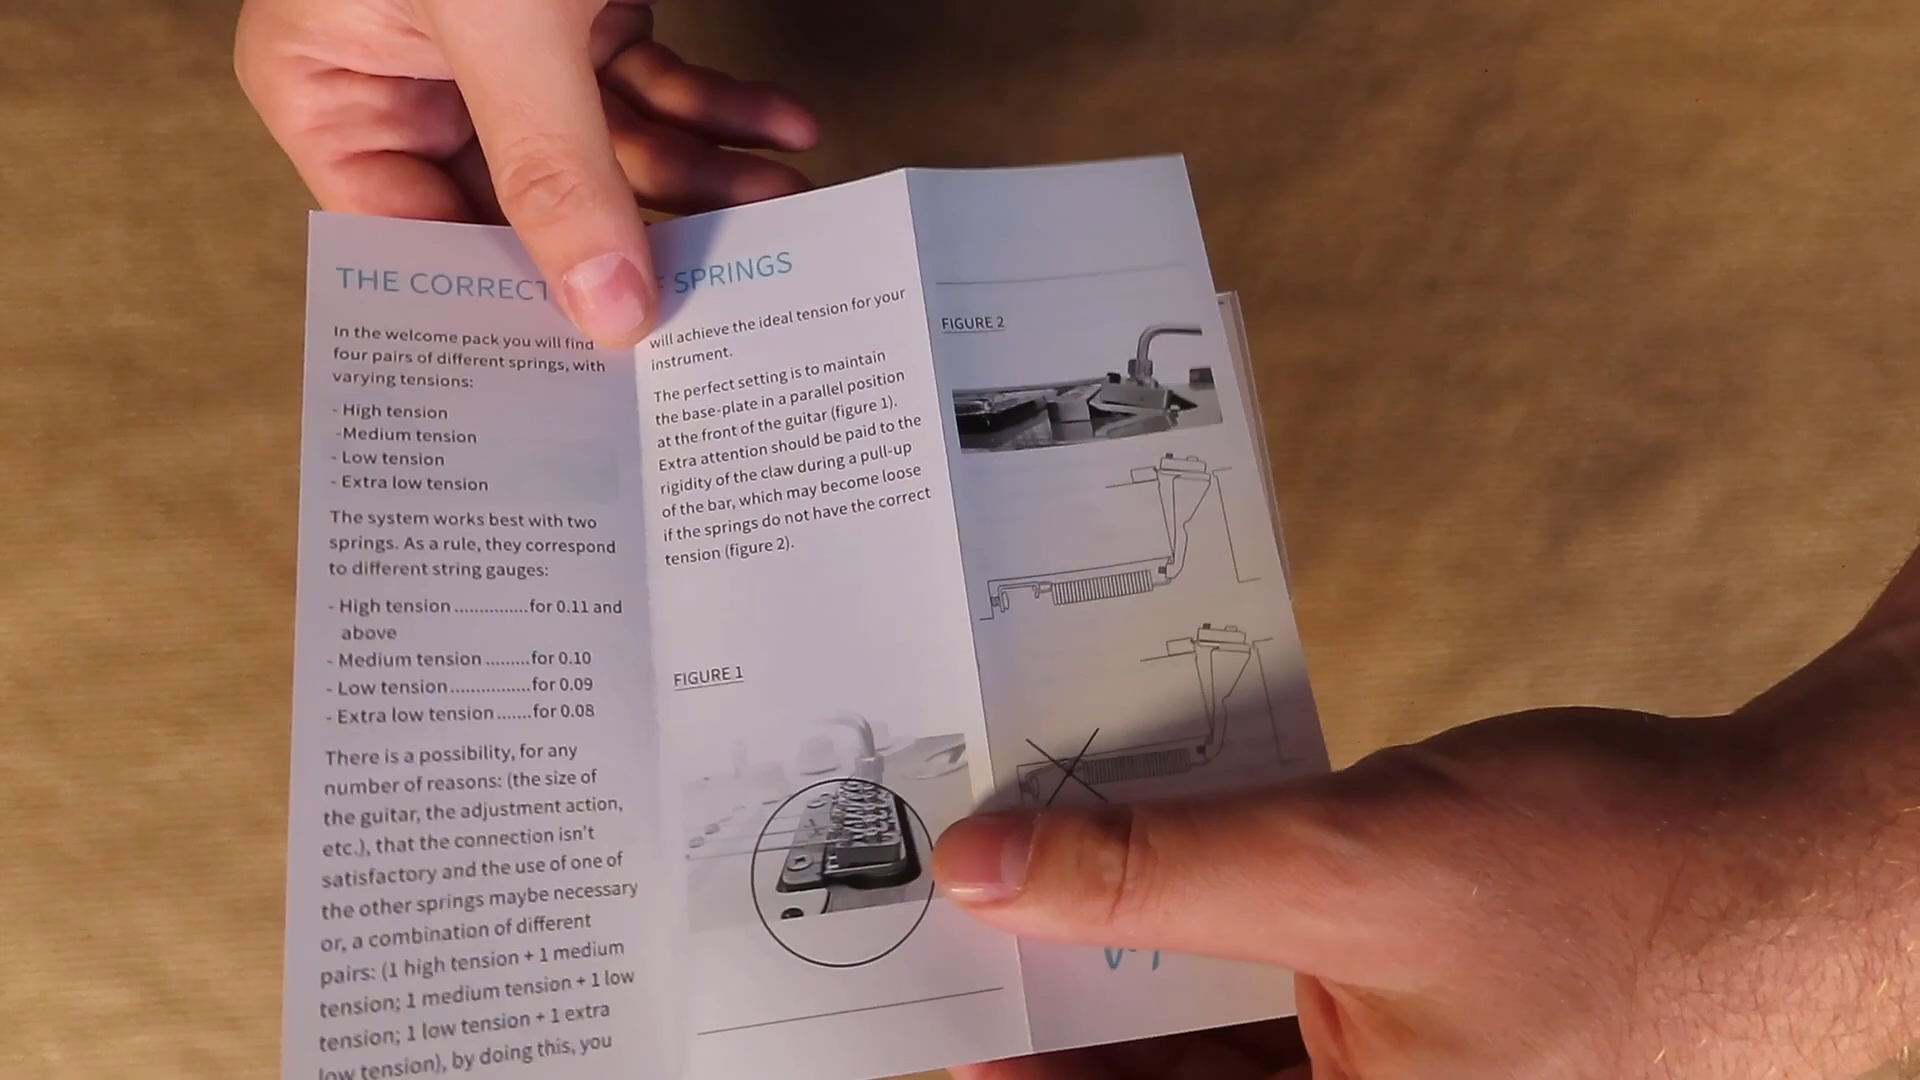 THE CORRECT SPRINGS
In the welcome pack you will find
four pairs of different springs, with
varying tensions:
- High tension
-Medium tension
- Low tension
- Extra low tension
The system works best with two
springs. As a rule, they correspond
to different string gauges:
- High tension ...............for 0.11 and
above
- Medium tension .........for 0.10
- Low tension.................for 0.09
- Extra low tension.......for 0.08
There is a possibility, for any
number of reasons: (the size of
the guitar, the adjustment action,
etc.), that the connection isn't
satisfactory and the use of one of
the other springs maybe necessary
or, a combination of different
pairs: (1 high tension + 1 medium
tension; 1 medium tension + 1 low
tension; 1 low tension + 1 extra
low tension), by doing this, you
will achieve the ideal tension for your
instrument.
The perfect setting is to maintain
the base-plate in a parallel position
at the front of the guitar (figure 1).
Extra attention should be paid to the
rigidity of the claw during a pull-up
of the bar, which may become loose
if the springs do not have the correct
tension (figure 2).
FIGURE 1
FIGURE 2